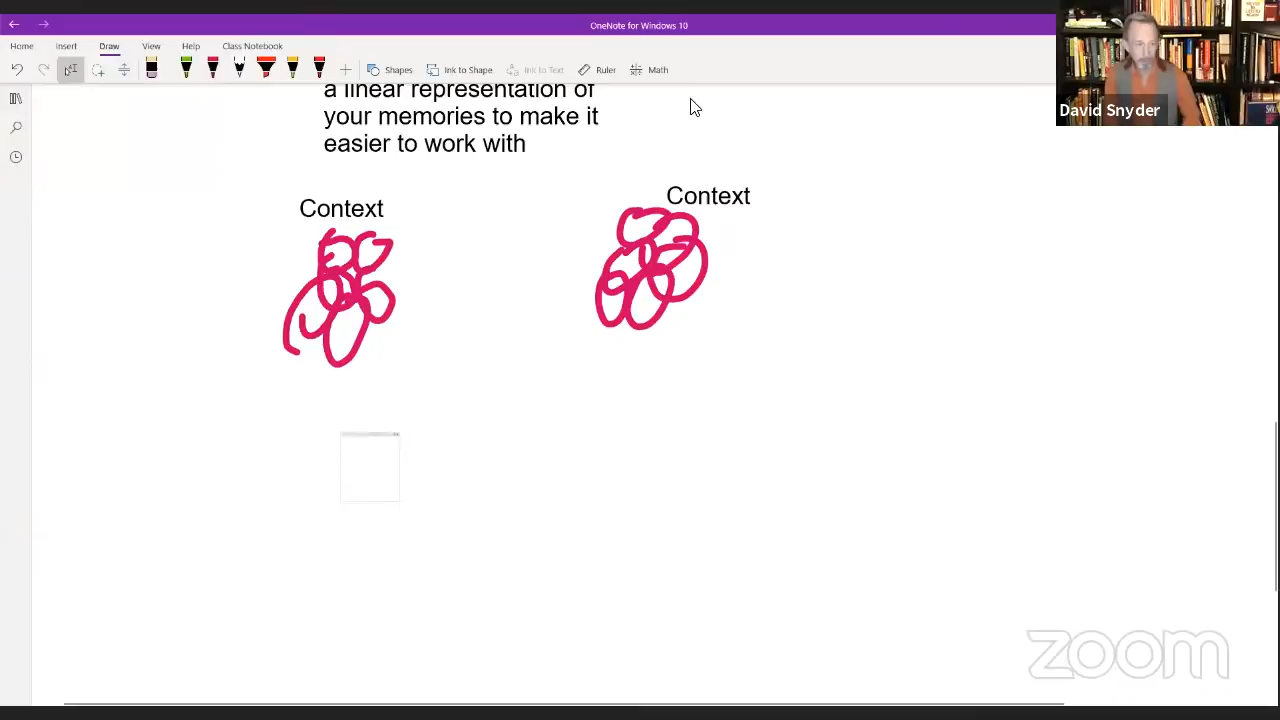 OneNote for Windows 10
Home Insert Draw View Help Class Notebook
Shapes Ink to Shape Ink to Text Ruler Math
David Snyder
a linear representation of
your memories to make it
easier to work with
Context
Context
zoom